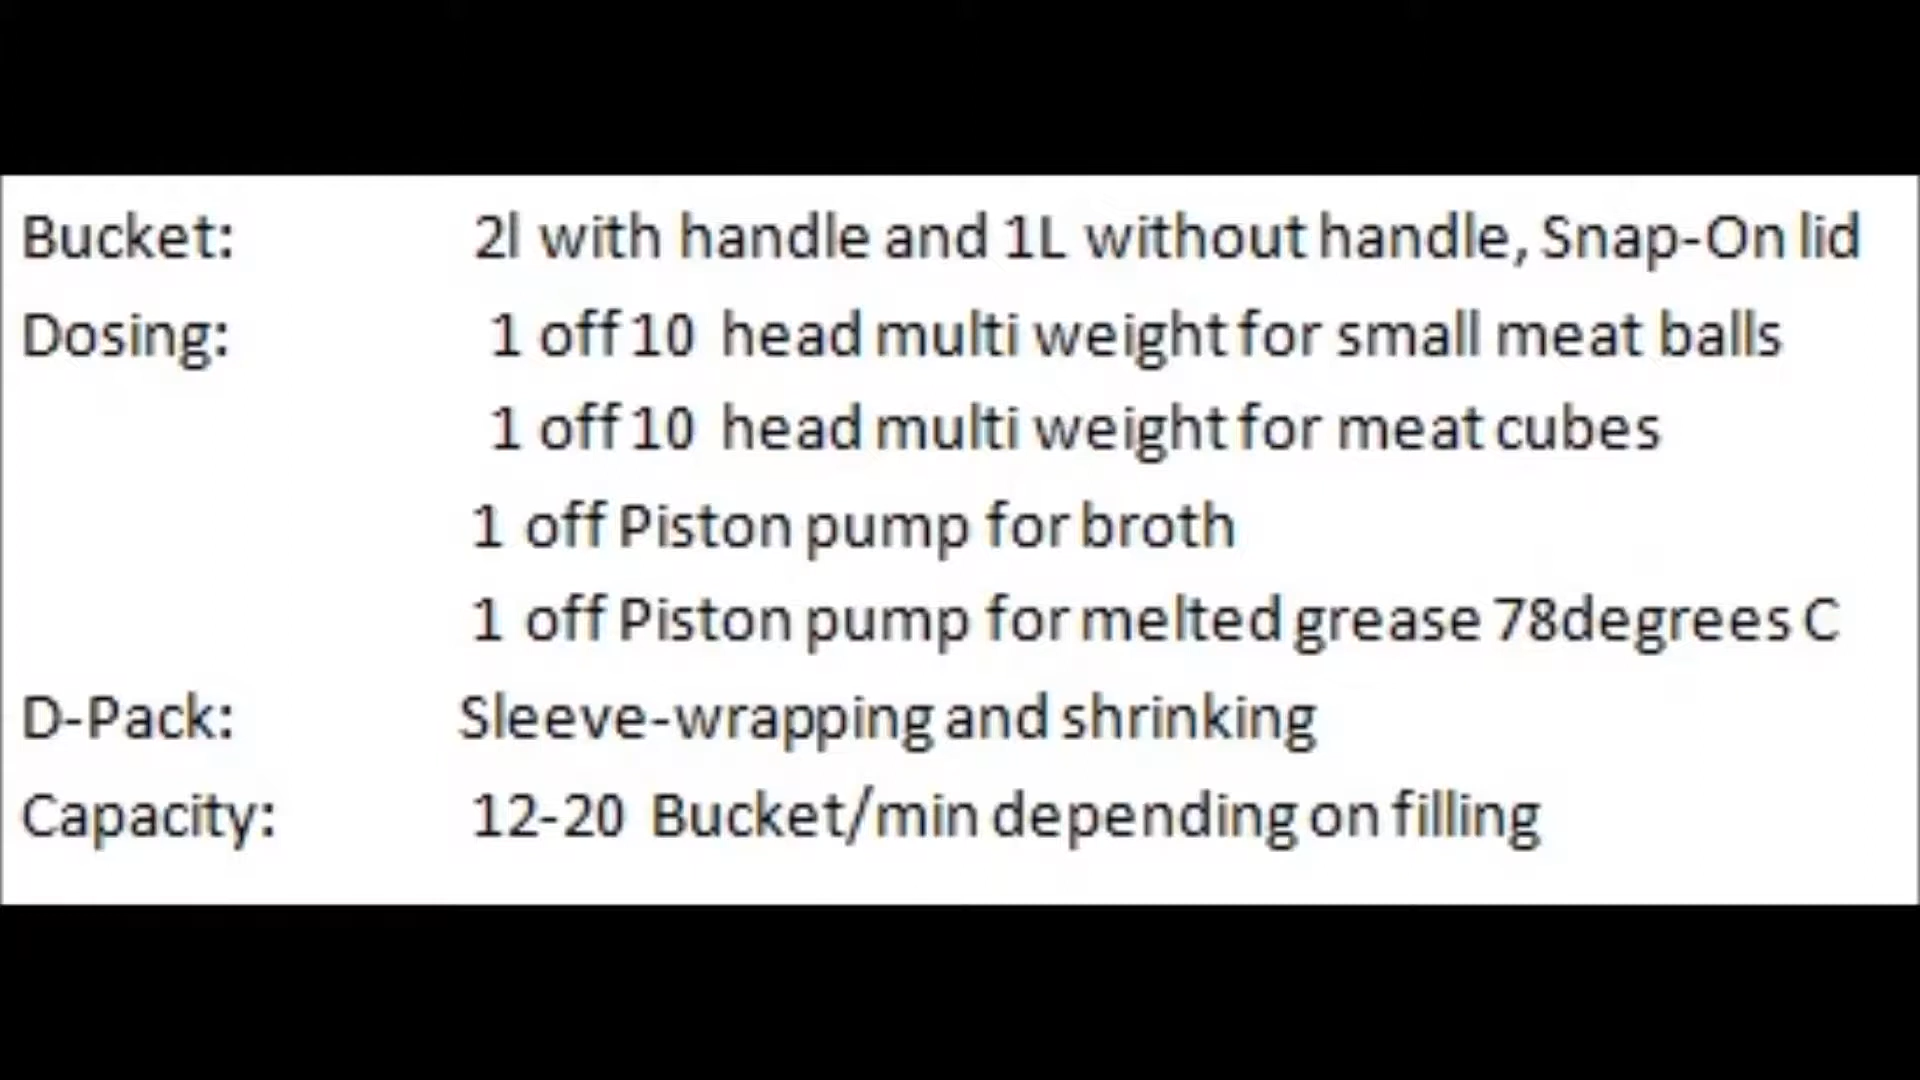 Bucket: 2l with handle and 1L without handle, Snap-On lid
Dosing: 1 off 10 head multi weight for small meat balls
1 off 10 head multi weight for meat cubes
1 off Piston pump for broth
1 off Piston pump for melted grease 78degrees C
D-Pack: Sleeve-wrapping and shrinking
Capacity: 12-20 Bucket/min depending on filling